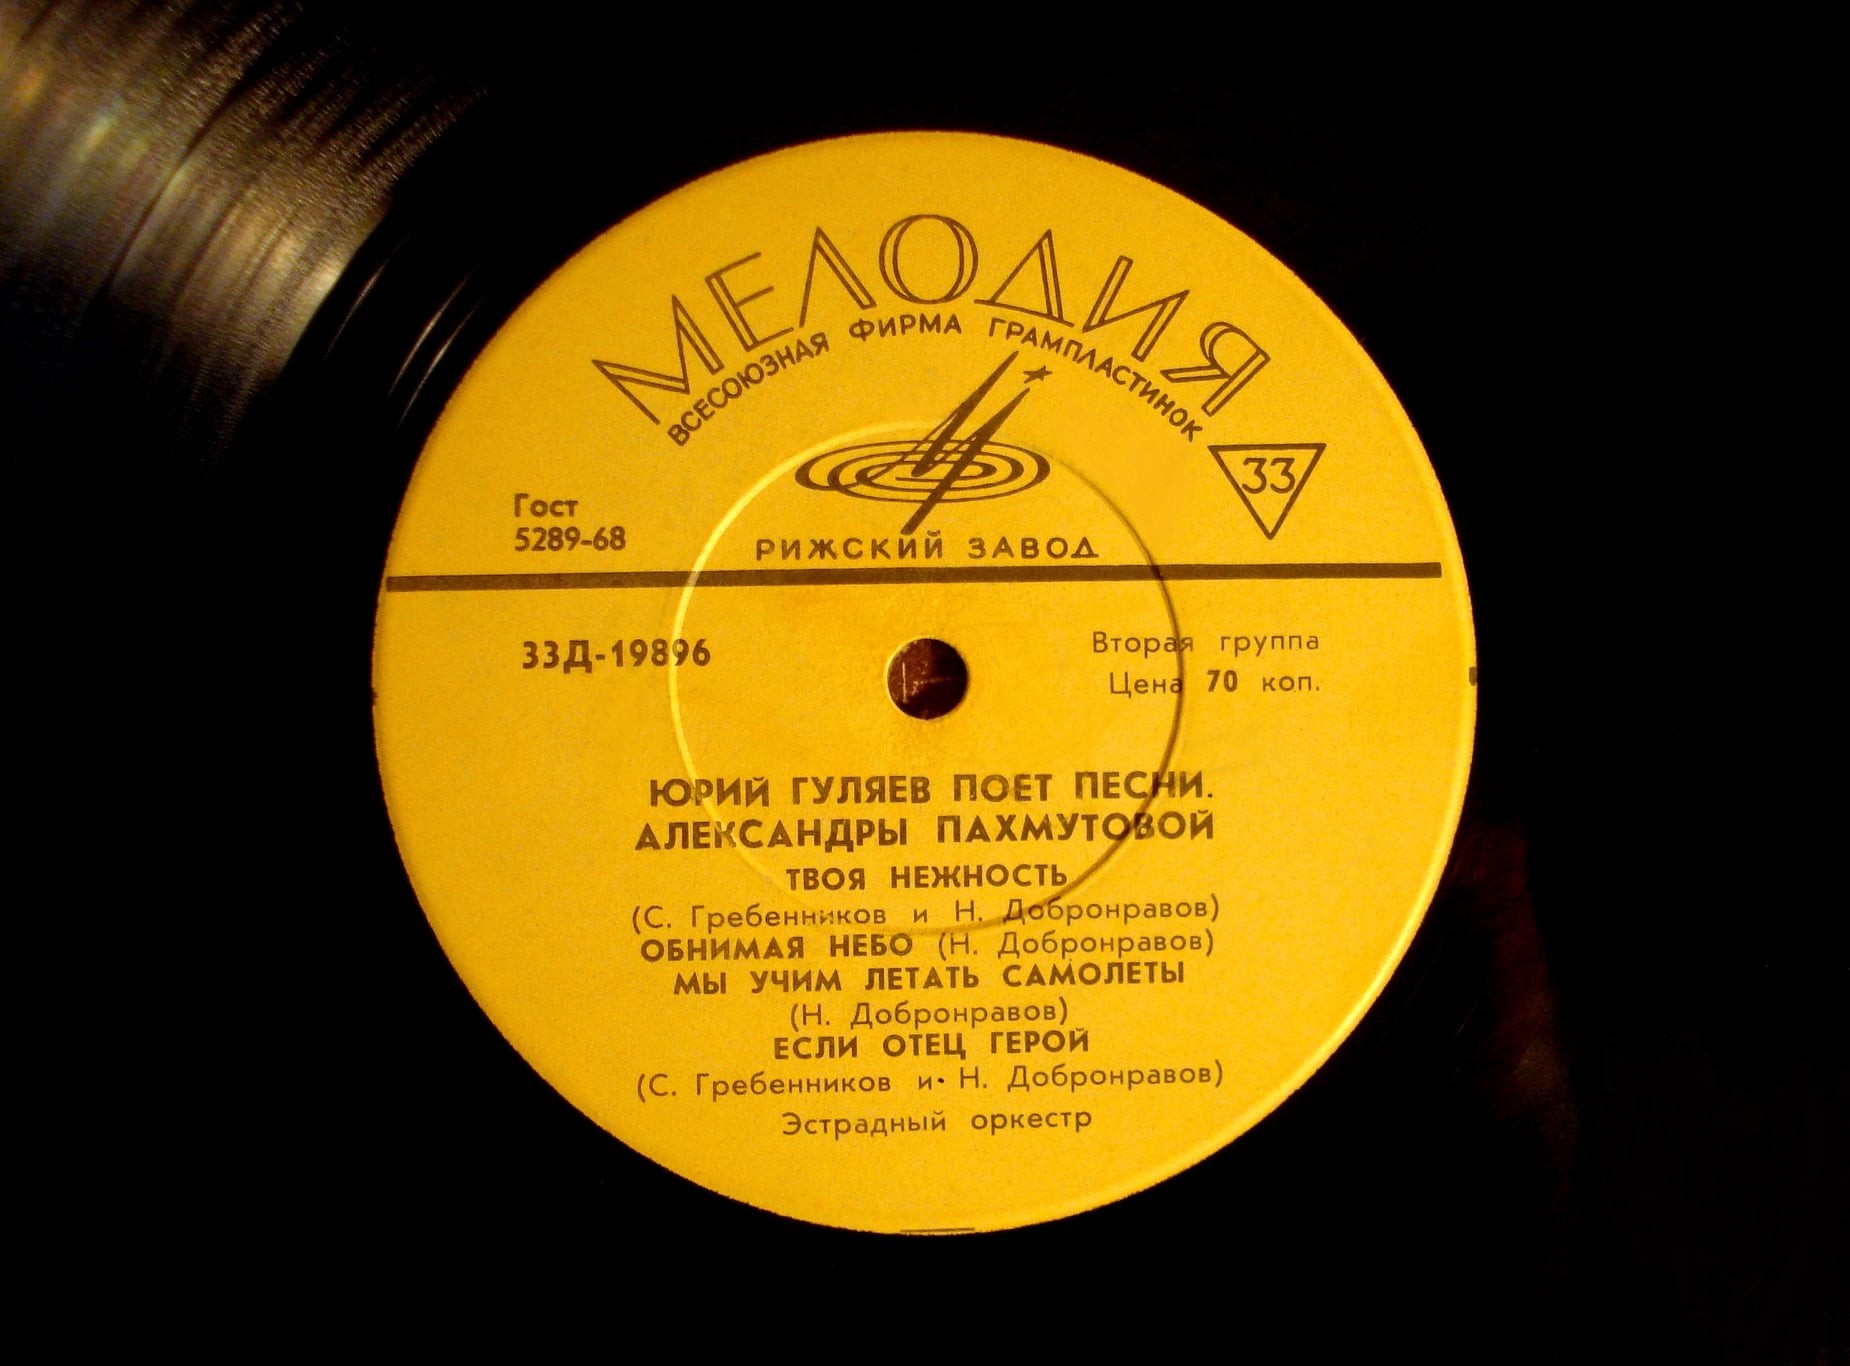 МЕЛОДИЯ
ВСЕСОЮЗНАЯ ФИРМА ГРАМПЛАСТИНОК
33
Гост
5289-68
РИЖСКИЙ ЗАВОД
33Д-19896
Вторая группа
Цена 70 коп.
ЮРИЙ ГУЛЯЕВ ПОЕТ ПЕСНИ.
АЛЕКСАНДРЫ ПАХМУТОВОЙ
ТВОЯ НЕЖНОСТЬ
(С. Гребенников и Н. Добронравов)
ОБНИМАЯ НЕБО (Н. Добронравов)
МЫ УЧИМ ЛЕТАТЬ САМОЛЕТЫ
(Н. Добронравов)
ЕСЛИ ОТЕЦ ГЕРОЙ
(С. Гребенников и· Н. Добронравов)
Эстрадный оркестр